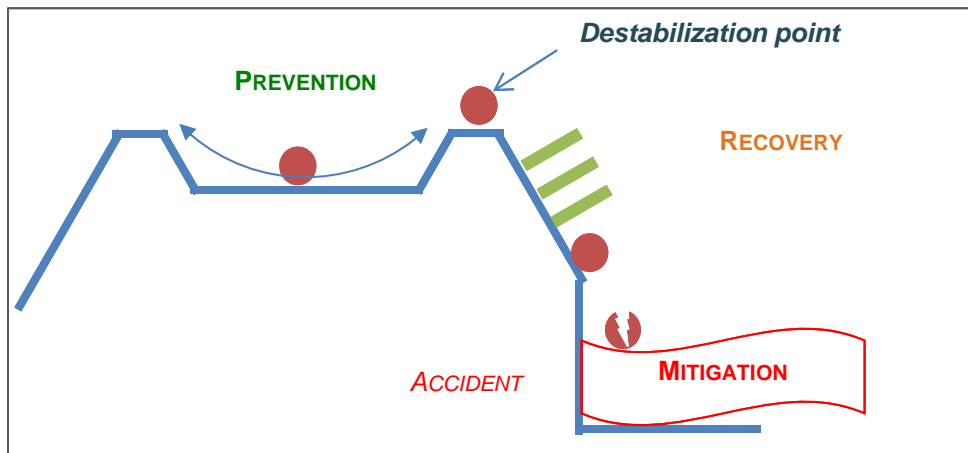 Destabilization point
PREVENTION
RECOVERY
ACCIDENT
MITIGATION